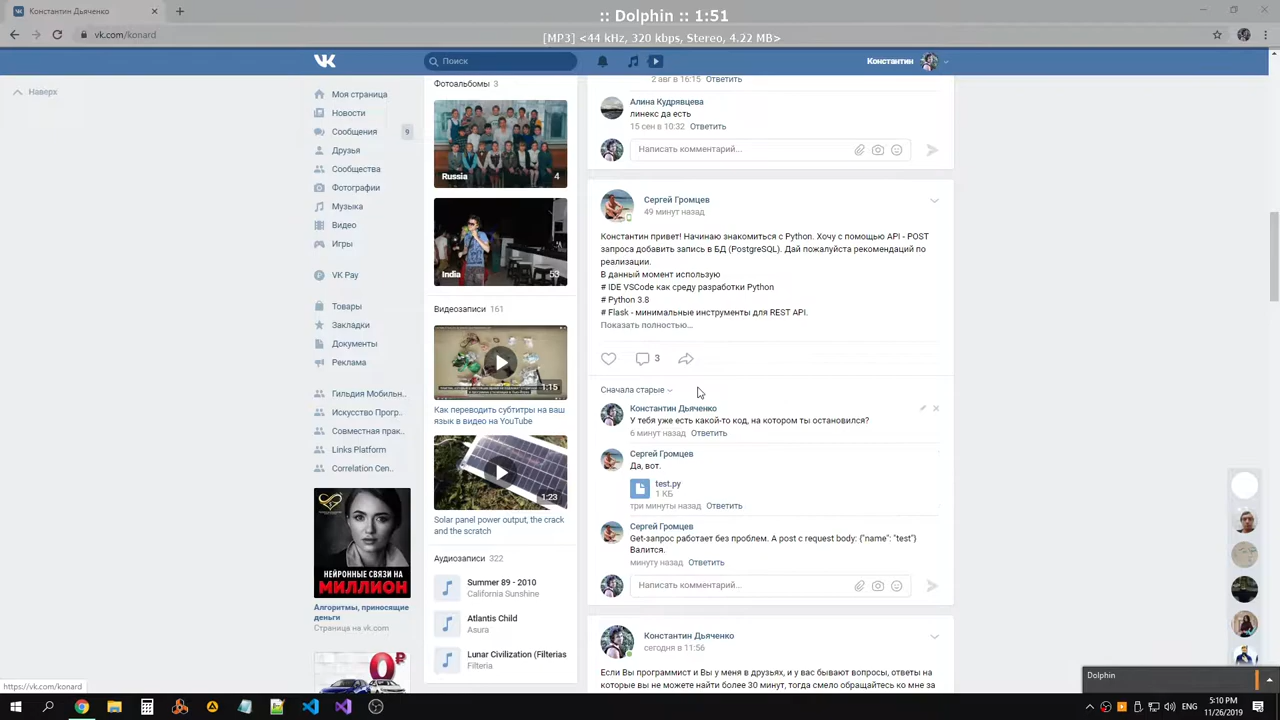 Константин Дьяченко
:: Dolphin :: 1:51
vk.com/konard
[MP3] <44 kHz, 320 kbps, Stereo, 4.22 MB>
Поиск
Константин
Наверх
Моя страница
Новости
Сообщения 9
Друзья
Сообщества
Фотографии
Музыка
Видео
Игры
VK Pay
Товары
Закладки
Документы
Реклама
Гильдия Мобильн..
Искусство Прогр..
Совместная прак..
Links Platform
Correlation Cen..
НЕЙРОННЫЕ СВЯЗИ НА
МИЛЛИОН
Алгоритмы, приносящие
деньги
Страница на vk.com
0₽
Фотоальбомы 3
Russia 4
India 53
Видеозаписи 161
1:15
Как переводить субтитры на ваш
язык в видео на YouTube
1:23
Solar panel power output, the crack
and the scratch
Аудиозаписи 322
Summer 89 - 2010
California Sunshine
Atlantis Child
Asura
Lunar Civilization (Filterias
Filteria
2 авг в 16:15 Ответить
Алина Кудрявцева
линекс да есть
15 сен в 10:32 Ответить
Написать комментарий...
Сергей Громцев
49 минут назад
Константин привет! Начинаю знакомиться с Python. Хочу с помощью API - POST
запроса добавить запись в БД (PostgreSQL). Дай пожалуйста рекомендаций по
реализации.
В данный момент использую
# IDE VSCode как среду разработки Python
# Python 3.8
# Flask - минимальные инструменты для REST API.
Показать полностью...
3
Сначала старые
Константин Дьяченко
У тебя уже есть какой-то код, на котором ты остановился?
6 минут назад Ответить
Сергей Громцев
Да, вот.
test.py
1 КБ
три минуты назад Ответить
Сергей Громцев
Get-запрос работает без проблем. А post с request body: {"name": "test"}
Валится.
минуту назад Ответить
Написать комментарий...
Константин Дьяченко
сегодня в 11:56
Если Вы программист и Вы у меня в друзьях, и у вас бывают вопросы, ответы на
которые вы не можете найти более 30 минут, тогда смело обращайтесь ко мне за
https://vk.com/konard
Dolphin
ENG
5:10 PM
11/26/2019